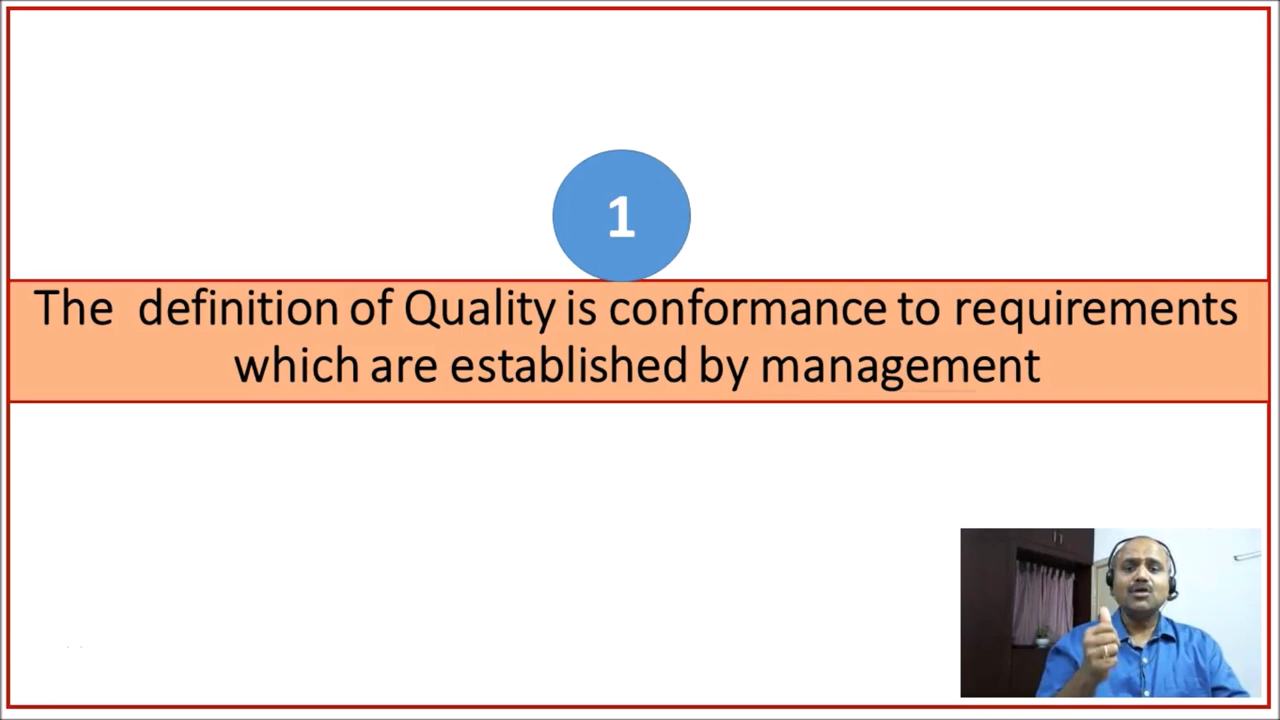 1
The definition of Quality is conformance to requirements
which are established by management